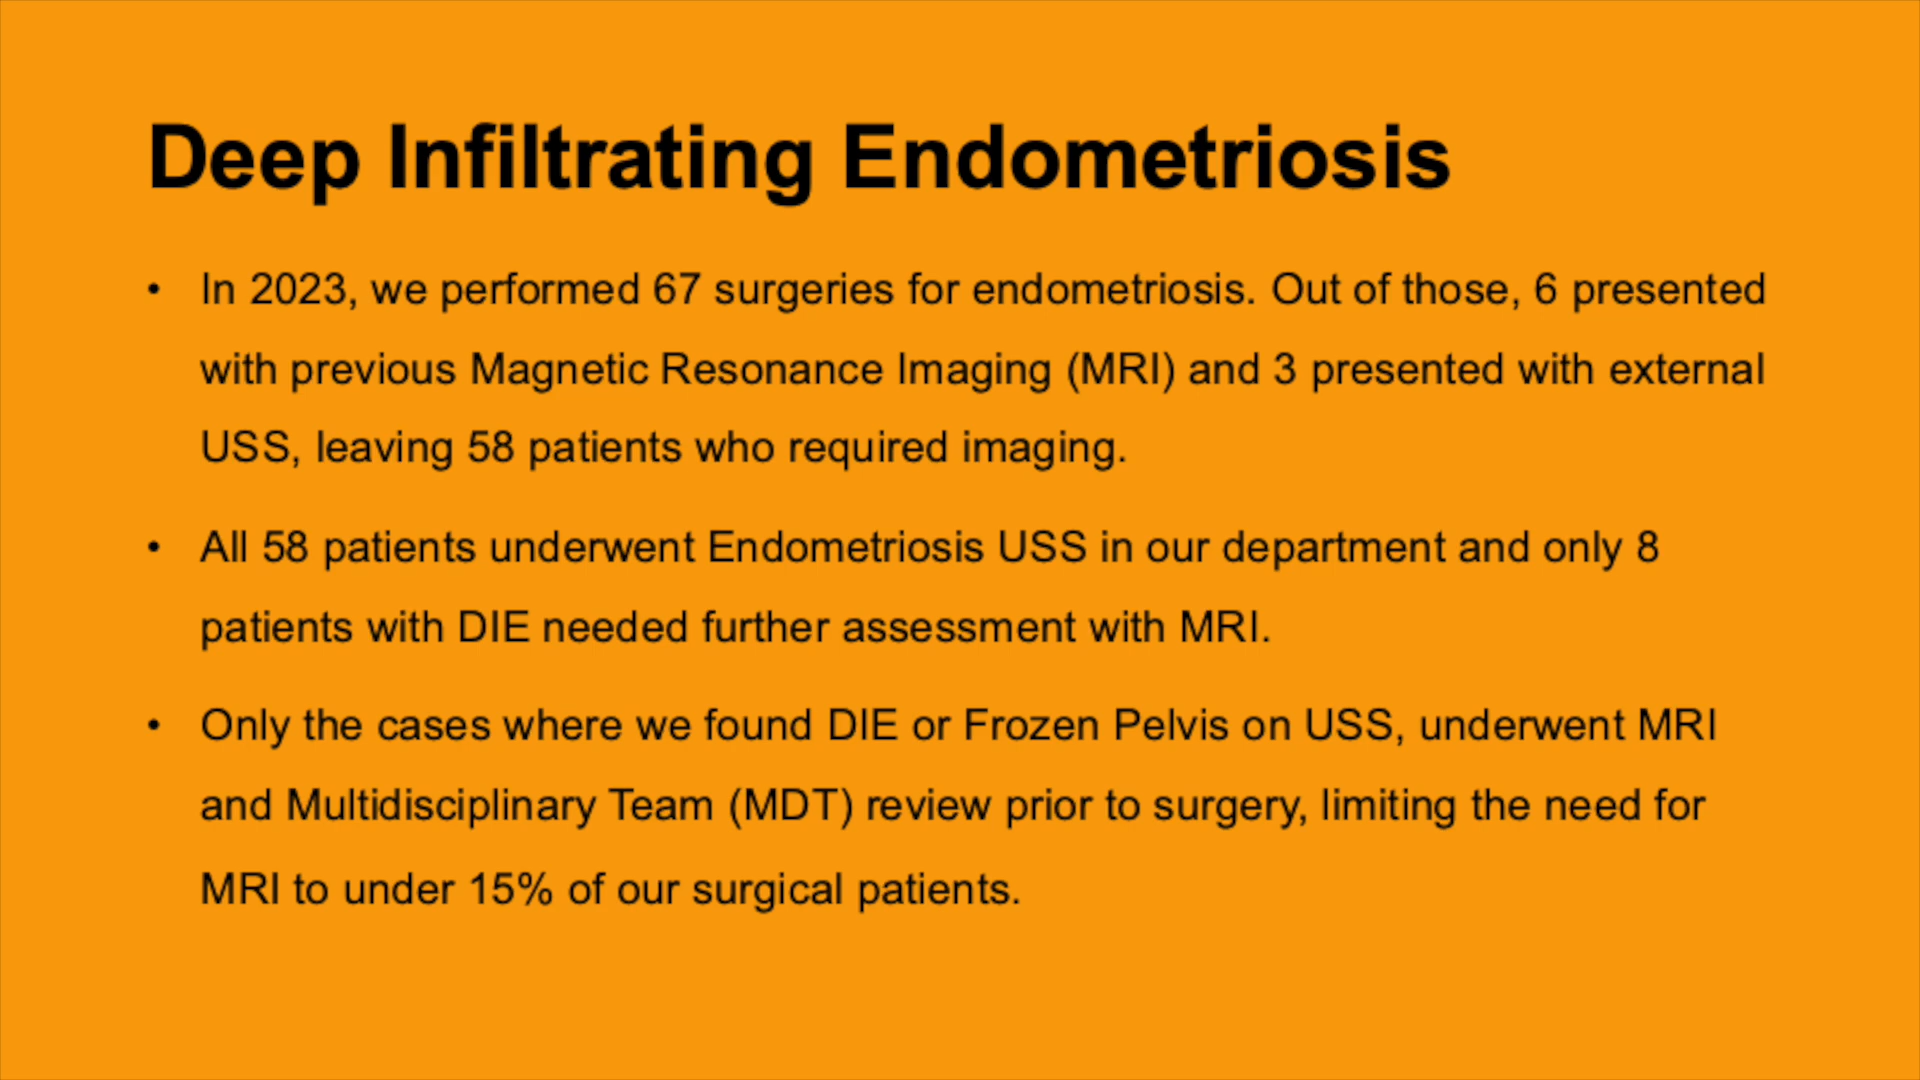 Deep Infiltrating Endometriosis
• In 2023, we performed 67 surgeries for endometriosis. Out of those, 6 presented
with previous Magnetic Resonance Imaging (MRI) and 3 presented with external
USS, leaving 58 patients who required imaging.
• All 58 patients underwent Endometriosis USS in our department and only 8
patients with DIE needed further assessment with MRI.
• Only the cases where we found DIE or Frozen Pelvis on USS, underwent MRI
and Multidisciplinary Team (MDT) review prior to surgery, limiting the need for
MRI to under 15% of our surgical patients.